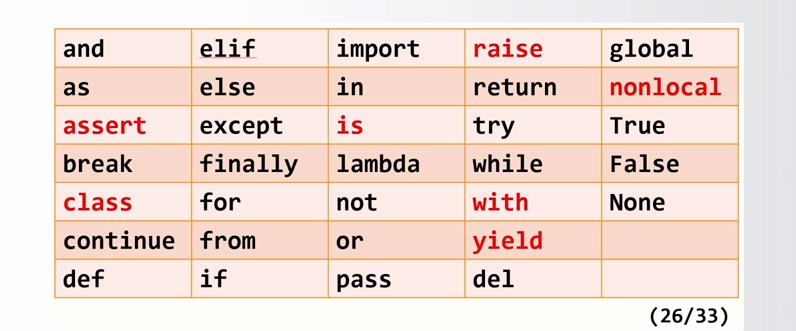 and elif import raise global
as else in return nonlocal
assert except is try True
break finally lambda while False
class for not with None
continue from or yield
def if pass del
(26/33)